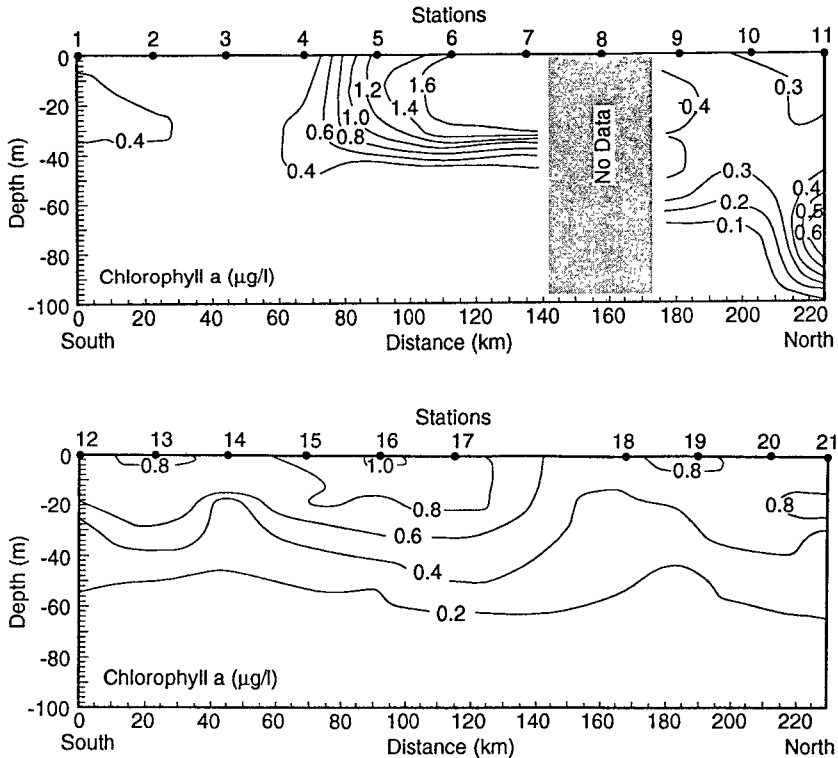 Stations
1 2 3 4 5 6 7 8 9 10 11
0
-20
-40
-60
-80
-100
Depth (m)
0.4
0.4
0.6
0.8
1.0
1.2
1.4
1.6
No Data
0.4
0.3
0.3
0.2
0.1
0.4
0.5
0.6
Chlorophyll a (µg/l)
0 20 40 60 80 100 120 140 160 180 200 220
South Distance (km) North
Stations
12 13 14 15 16 17 18 19 20 21
0
-20
-40
-60
-80
-100
Depth (m)
0.8
1.0
0.8
0.8
0.8
0.6
0.4
0.2
Chlorophyll a (µg/l)
0 20 40 60 80 100 120 140 160 180 200 220
South Distance (km) North